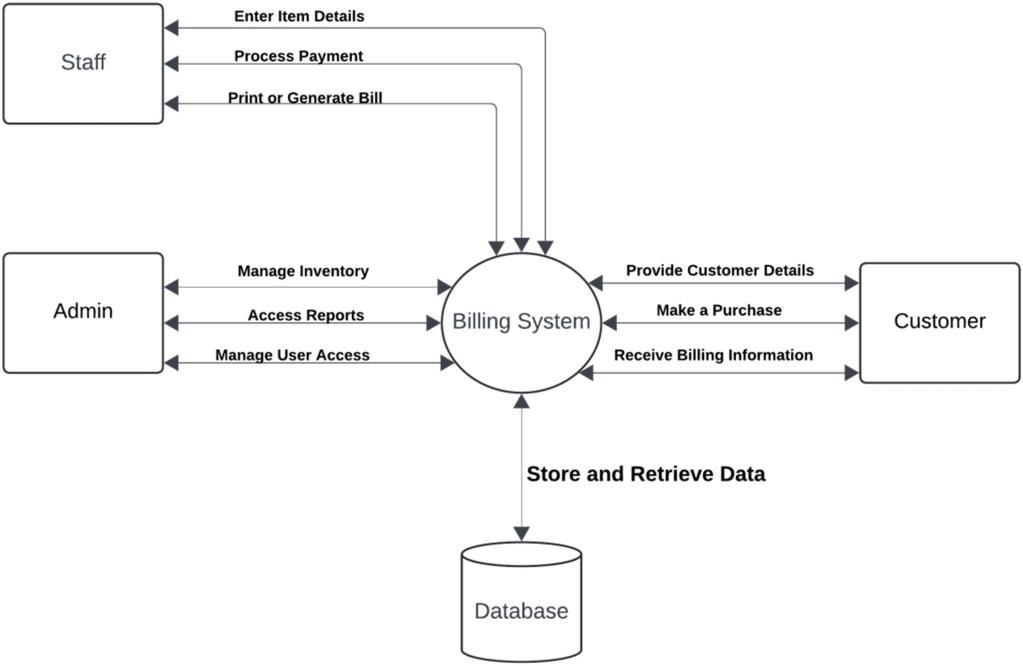 Enter Item Details
Staff
Process Payment
Print or Generate Bill
Manage Inventory
Admin
Access Reports
Manage User Access
Billing System
Provide Customer Details
Make a Purchase
Customer
Receive Billing Information
Store and Retrieve Data
Database